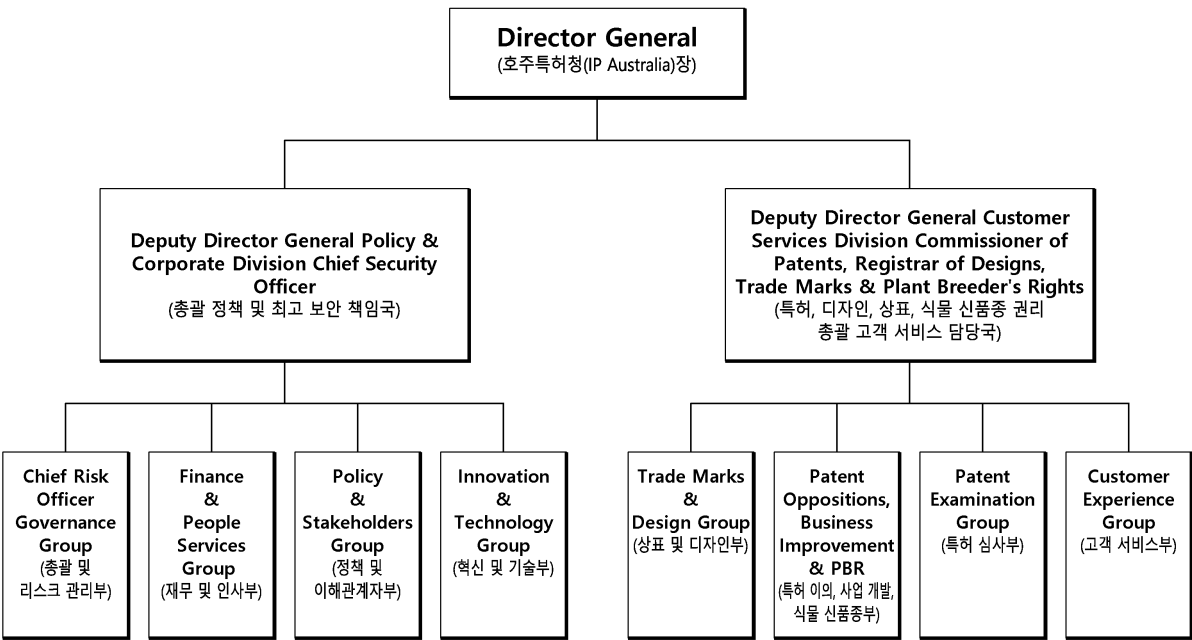 Director General
(호주특허청(IP Australia)장)
Deputy Director General Policy &
Corporate Division Chief Security
Officer
(총괄 정책 및 최고 보안 책임국)
Deputy Director General Customer
Services Division Commissioner of
Patents, Registrar of Designs,
Trade Marks & Plant Breeder's Rights
(특허, 디자인, 상표, 식물 신품종 권리
총괄 고객 서비스 담당국)
Chief Risk
Officer
Governance
Group
(총괄 및
리스크 관리부)
Finance
&
People
Services
Group
(재무 및 인사부)
Policy
&
Stakeholders
Group
(정책 및
이해관계자부)
Innovation
&
Technology
Group
(혁신 및 기술부)
Trade Marks
&
Design Group
(상표 및 디자인부)
Patent
Oppositions,
Business
Improvement
& PBR
(특허 이의, 사업 개발,
식물 신품종부)
Patent
Examination
Group
(특허 심사부)
Customer
Experience
Group
(고객 서비스부)